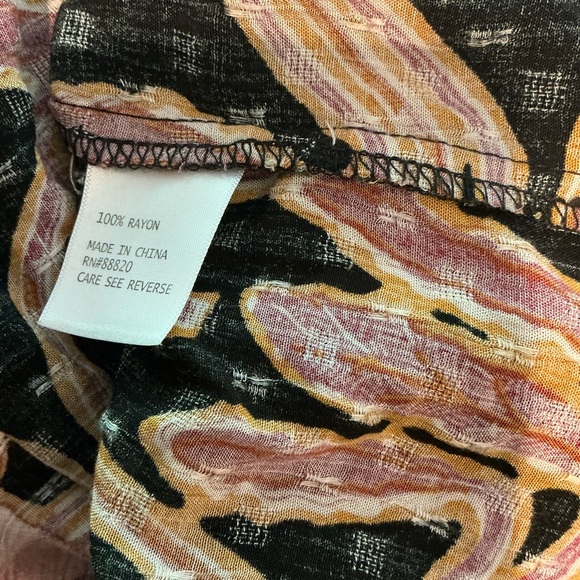 100% RAYON
MADE IN CHINA
RN#88820
CARE SEE REVERSE